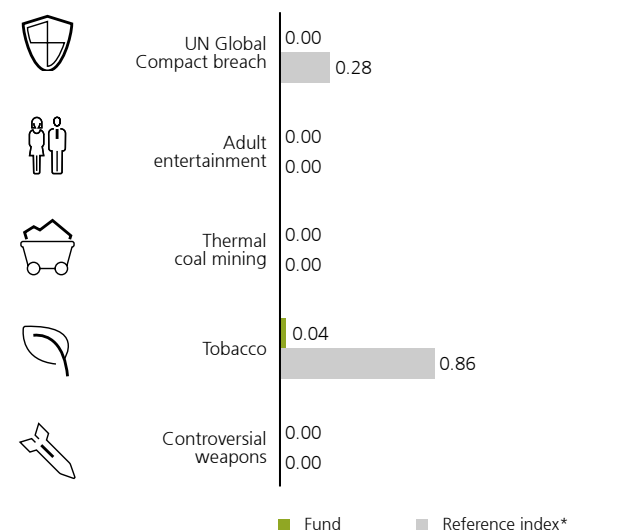 UN Global
Compact breach
0.00
0.28
Adult
entertainment
0.00
0.00
Thermal
coal mining
0.00
0.00
Tobacco
0.04
0.86
Controversial
weapons
0.00
0.00
Fund
Reference index*